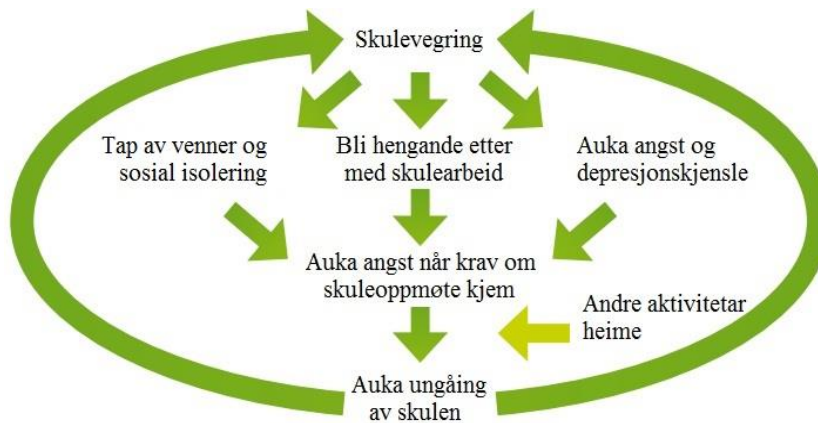 Skulevegring
Tap av venner og
sosial isolering
Bli hengande etter
med skulearbeid
Auka angst og
depresjonskjensle
Auka angst når krav om
skuleoppmøte kjem
Andre aktivitetar
heime
Auka ungåing
av skulen